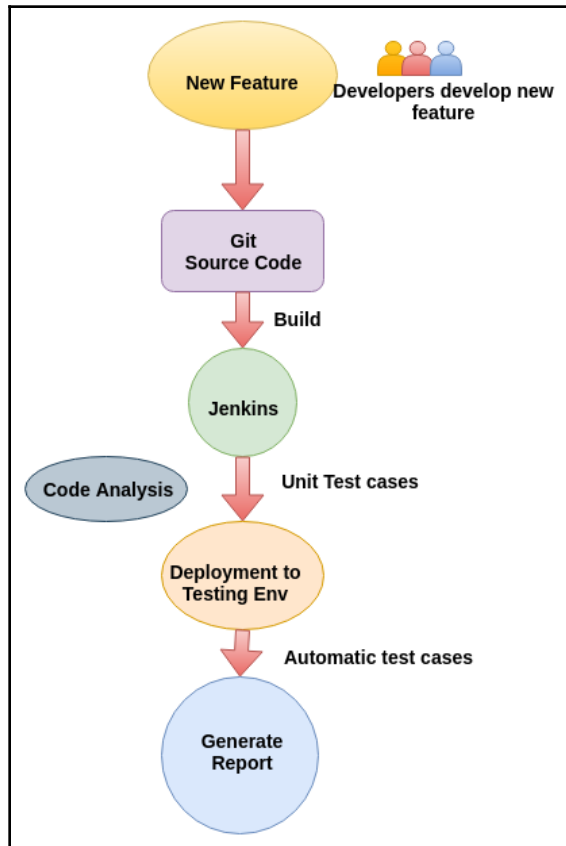 New Feature
Developers develop new
feature
Git
Source Code
Build
Jenkins
Code Analysis
Unit Test cases
Deployment to
Testing Env
Automatic test cases
Generate
Report